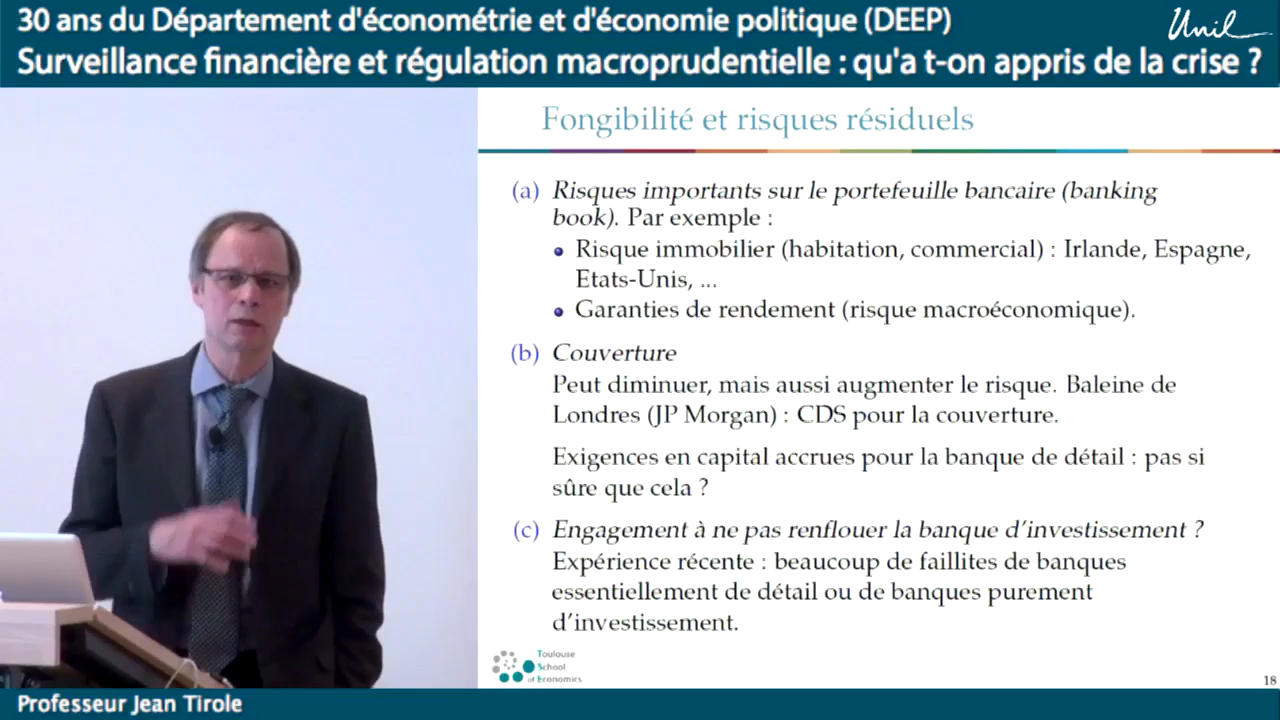 30 ans du Département d'économétrie et d'économie politique (DEEP)
Unil
Surveillance financière et régulation macroprudentielle : qu'a t-on appris de la crise ?
Fongibilité et risques résiduels
(a) Risques importants sur le portefeuille bancaire (banking
book). Par exemple :
Risque immobilier (habitation, commercial) : Irlande, Espagne,
Etats-Unis, ...
Garanties de rendement (risque macroéconomique).
(b) Couverture
Peut diminuer, mais aussi augmenter le risque. Baleine de
Londres (JP Morgan) : CDS pour la couverture.
Exigences en capital accrues pour la banque de détail : pas si
sûre que cela ?
(c) Engagement à ne pas renflouer la banque d'investissement ?
Expérience récente : beaucoup de faillites de banques
essentiellement de détail ou de banques purement
d'investissement.
Toulouse
School
of Economics
18
Professeur Jean Tirole